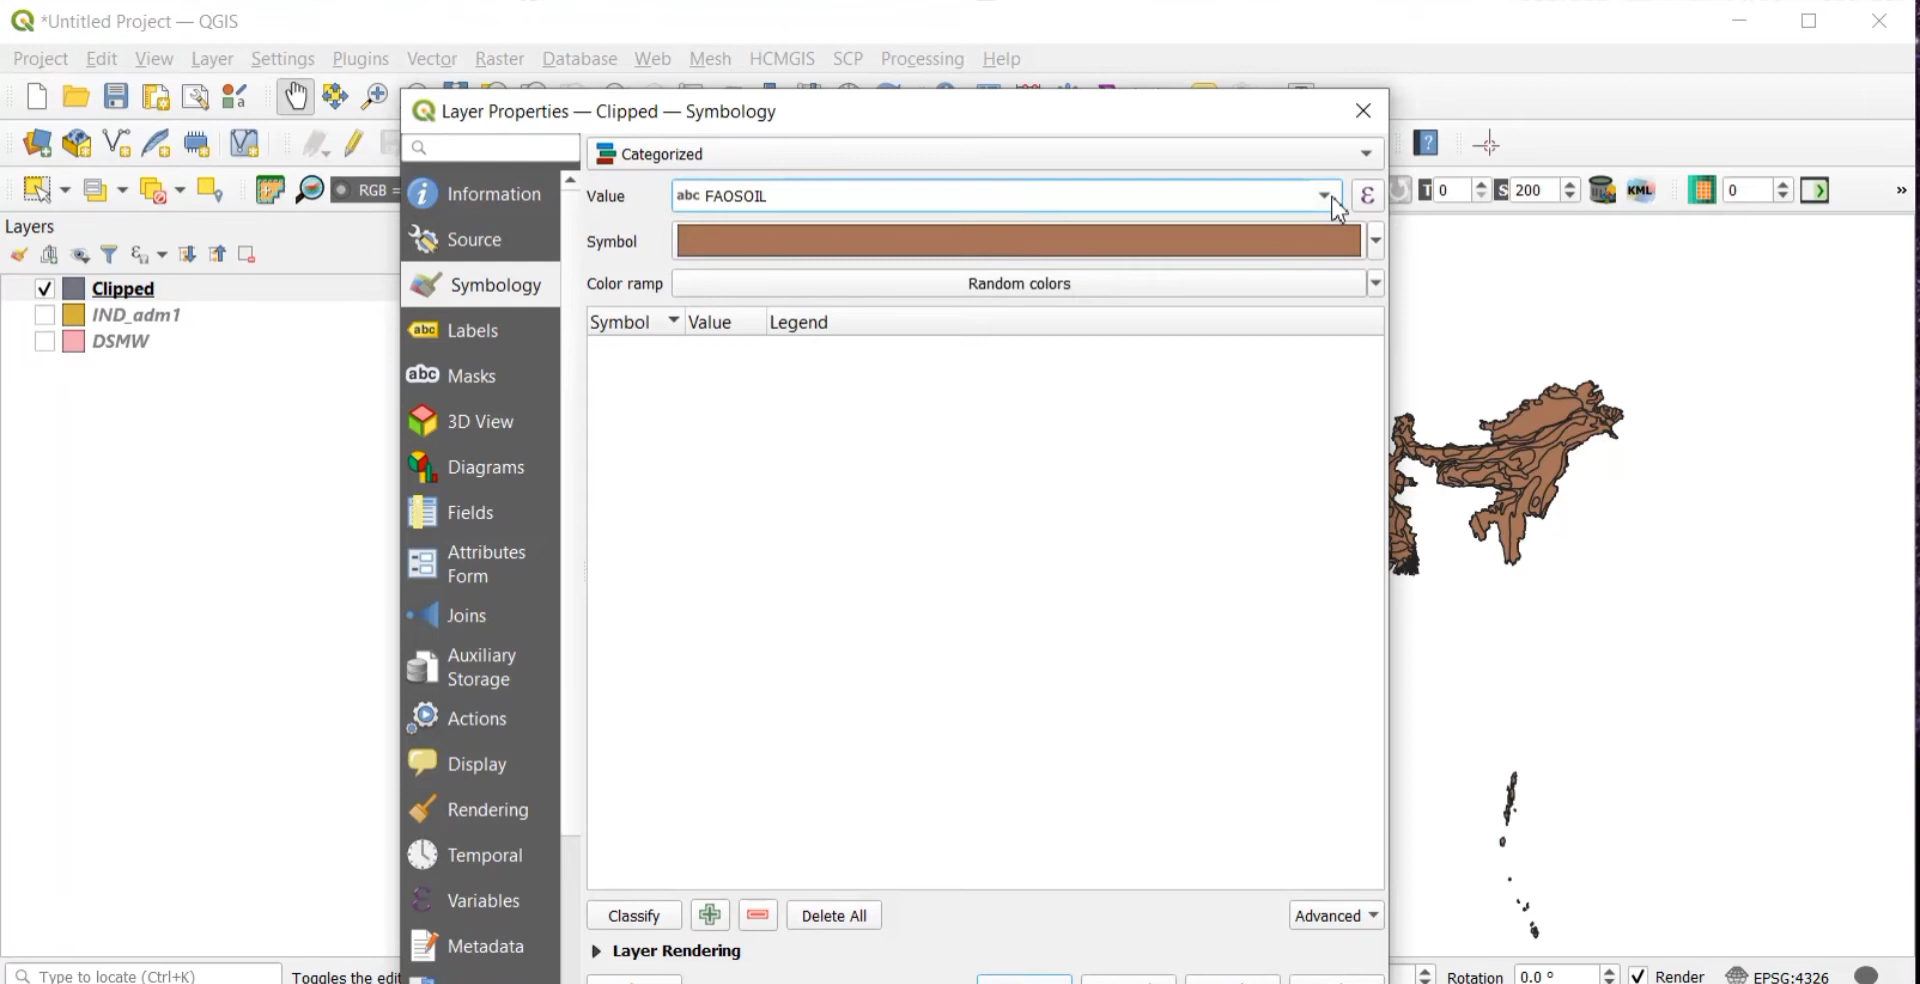 *Untitled Project — QGIS
Project Edit View Layer Settings Plugins Vector Raster Database Web Mesh HCMGIS SCP Processing Help
Layer Properties — Clipped — Symbology
Categorized
Information
Value
abc FAOSOIL
ε
RGB =
T 0
S 200
KML
0
»
Layers
Source
Symbol
Clipped
IND_adm1
DSMW
Symbology
Color ramp
Random colors
Symbol Value Legend
abc Labels
abc Masks
3D View
Diagrams
Fields
Attributes
Form
Joins
Auxiliary
Storage
Actions
Display
Rendering
Temporal
Variables
Metadata
Classify
Delete All
Advanced
Layer Rendering
Type to locate (Ctrl+K)
Toggles the edit
Rotation 0.0 °
Render
EPSG:4326